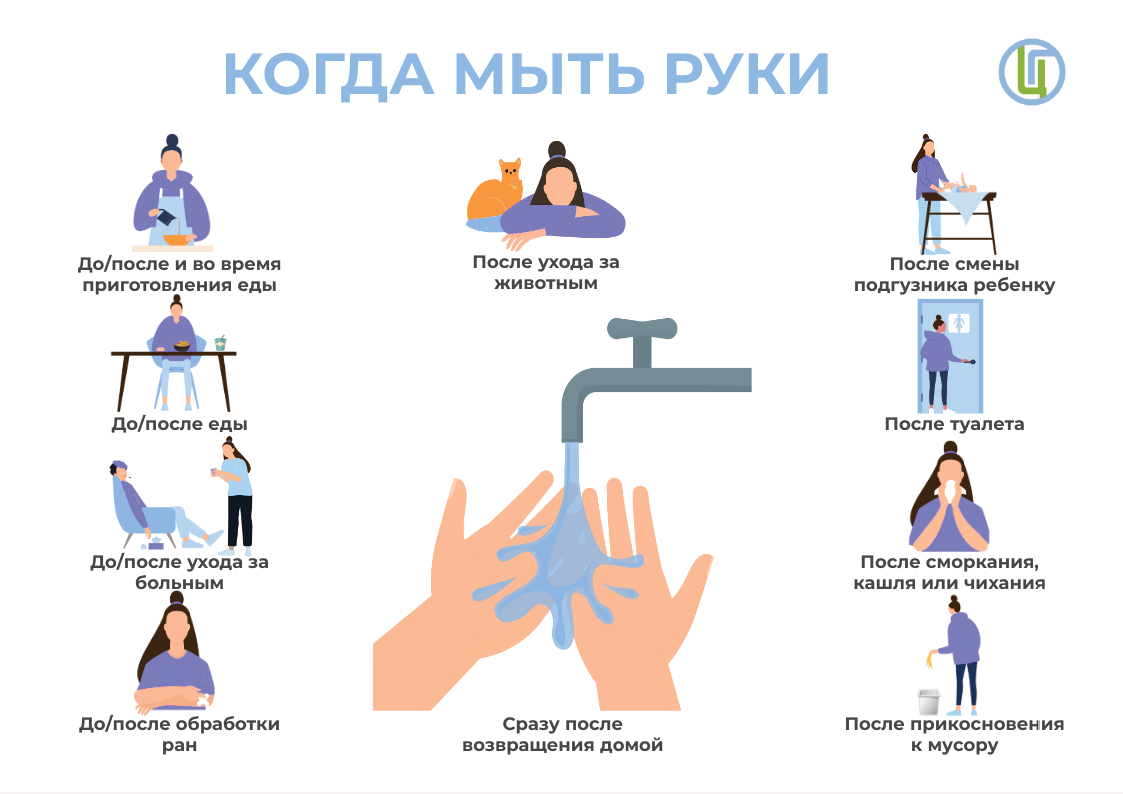 КОГДА МЫТЬ РУКИ
До/после и во время
приготовления еды
После ухода за
животным
После смены
подгузника ребенку
До/после еды
После туалета
До/после ухода за
больным
После сморкания,
кашля или чихания
До/после обработки
ран
Сразу после
возвращения домой
После прикосновения
к мусору